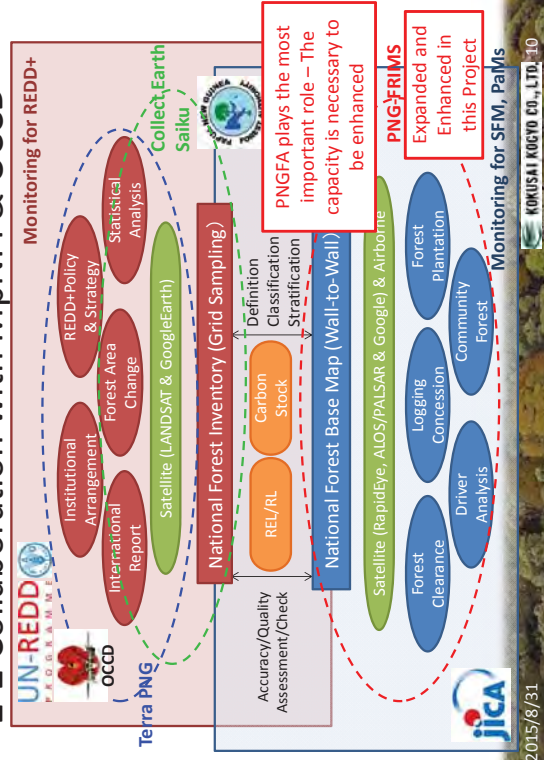 Monitoring for REDD+
UN-REDD
PROGRAMME
OCCD
Terra PNG
Collect Earth
Saiku
Institutional
Arrangement
REDD+Policy
& Strategy
International
Report
Forest Area
Change
Statistical
Analysis
Satellite (LANDSAT & GoogleEarth)
National Forest Inventory (Grid Sampling)
Accuracy/Quality
Assessment/Check
REL/RL
Carbon
Stock
Definition
Classification
Stratification
PNGFA plays the most
important role – The
capacity is necessary to
be enhanced
National Forest Base Map (Wall-to-Wall)
Satellite (RapidEye, ALOS/PALSAR & Google) & Airborne
PNG-FRIMS
Expanded and
Enhanced in
this Project
Forest
Clearance
Logging
Concession
Forest
Plantation
Driver
Analysis
Community
Forest
JICA
Monitoring for SFM, PaMs
2015/8/31
KOKUSAI KOGYO CO., LTD.
10